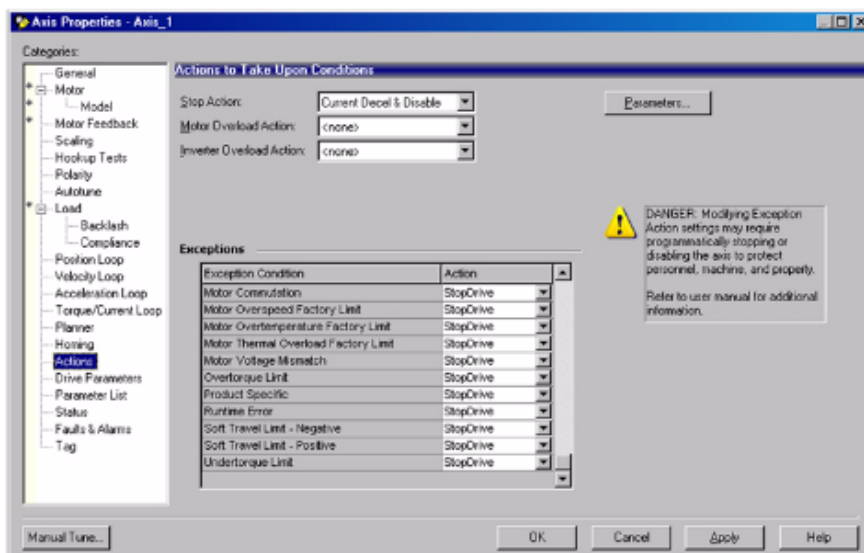 Axis Properties - Axis_1
Categories:
General
Motor
Model
Motor Feedback
Scaling
Hookup Tests
Polarity
Autotune
Load
Backlash
Compliance
Position Loop
Velocity Loop
Acceleration Loop
Torque/Current Loop
Planner
Homing
Actions
Drive Parameters
Parameter List
Status
Faults & Alarms
Tag
Actions to Take Upon Conditions
Stop Action: Current Decel & Disable
Parameters...
Motor Overload Action: <none>
Inverter Overload Action: <none>
DANGER: Modifying Exception
Action settings may require
programmatically stopping or
disabling the axis to protect
personnel, machine, and property.
Refer to user manual for additional
information.
Exceptions
Exception Condition Action
Motor Commutation StopDrive
Motor Overspeed Factory Limit StopDrive
Motor Overtemperature Factory Limit StopDrive
Motor Thermal Overload Factory Limit StopDrive
Motor Voltage Mismatch StopDrive
Overtorque Limit StopDrive
Product Specific StopDrive
Runtime Error StopDrive
Soft Travel Limit - Negative StopDrive
Soft Travel Limit - Positive StopDrive
Undertorque Limit StopDrive
Manual Tune... OK Cancel Apply Help